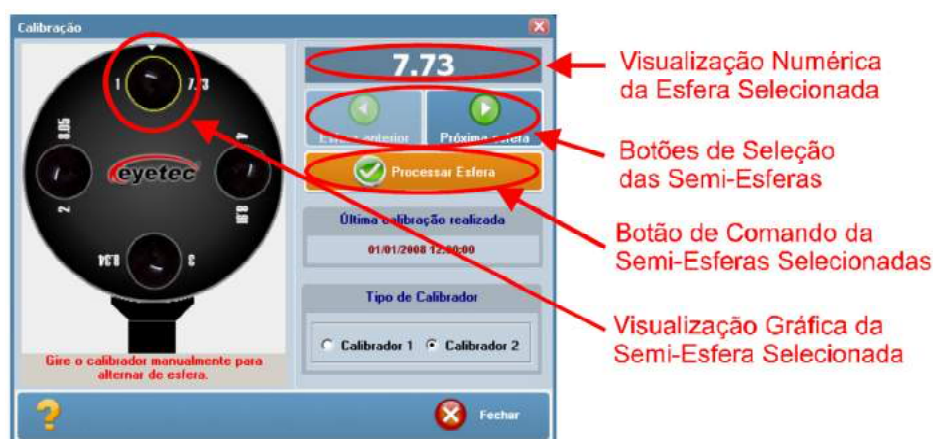 Calibração
1
7.73
8.05
2
4
eyetec
8.34
3
Gire o calibrador manualmente para
alternar de esfera.
7.73
Esfera anterior
Próxima esfera
Processar Esfera
Última calibração realizada
01/01/2008 12:00:00
Tipo de Calibrador
Calibrador 1
Calibrador 2
Fechar
Visualização Numérica
da Esfera Selecionada
Botões de Seleção
das Semi-Esferas
Botão de Comando da
Semi-Esferas Selecionadas
Visualização Gráfica da
Semi-Esfera Selecionada